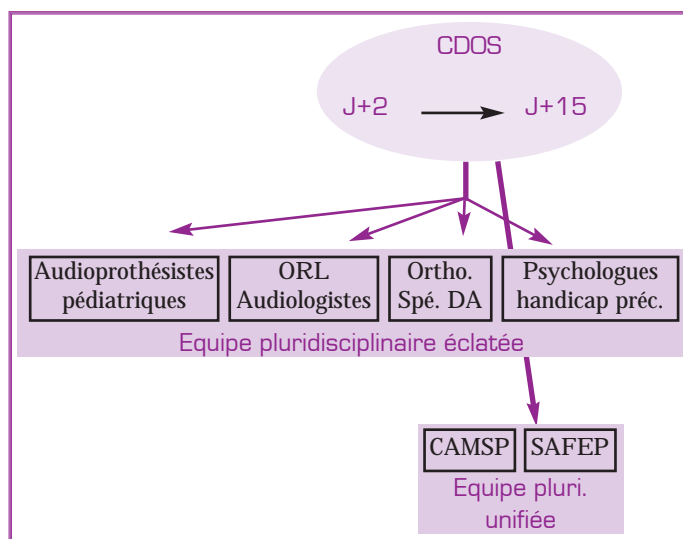 CDOS
J+2 J+15
Audioprothésistes
pédiatriques
ORL
Audiologistes
Ortho.
Spé. DA
Psychologues
handicap préc.
Equipe pluridisciplinaire éclatée
CAMSP
SAFEP
Equipe pluri.
unifiée